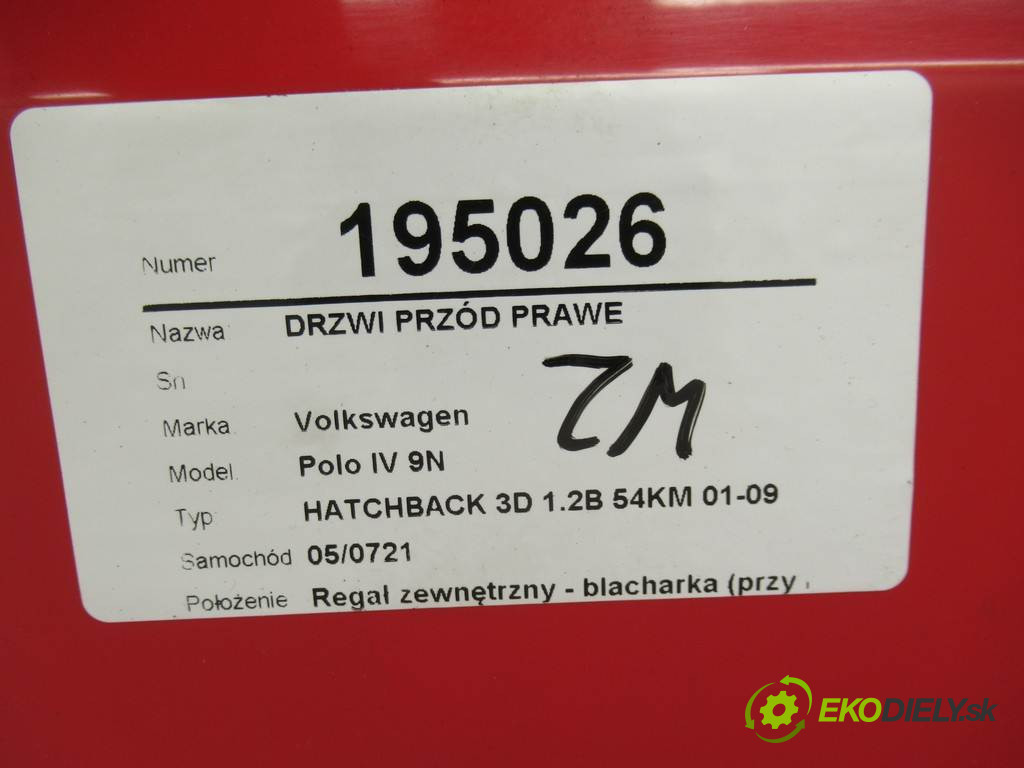 Numer 195026
Nazwa: DRZWI PRZÓD PRAWE
Sn
ZM
Marka Volkswagen
Model Polo IV 9N
Typ HATCHBACK 3D 1.2B 54KM 01-09
Samochód 05/0721
Położenie Regał zewnętrzny - blacharka (przy
EKODIELY.sk